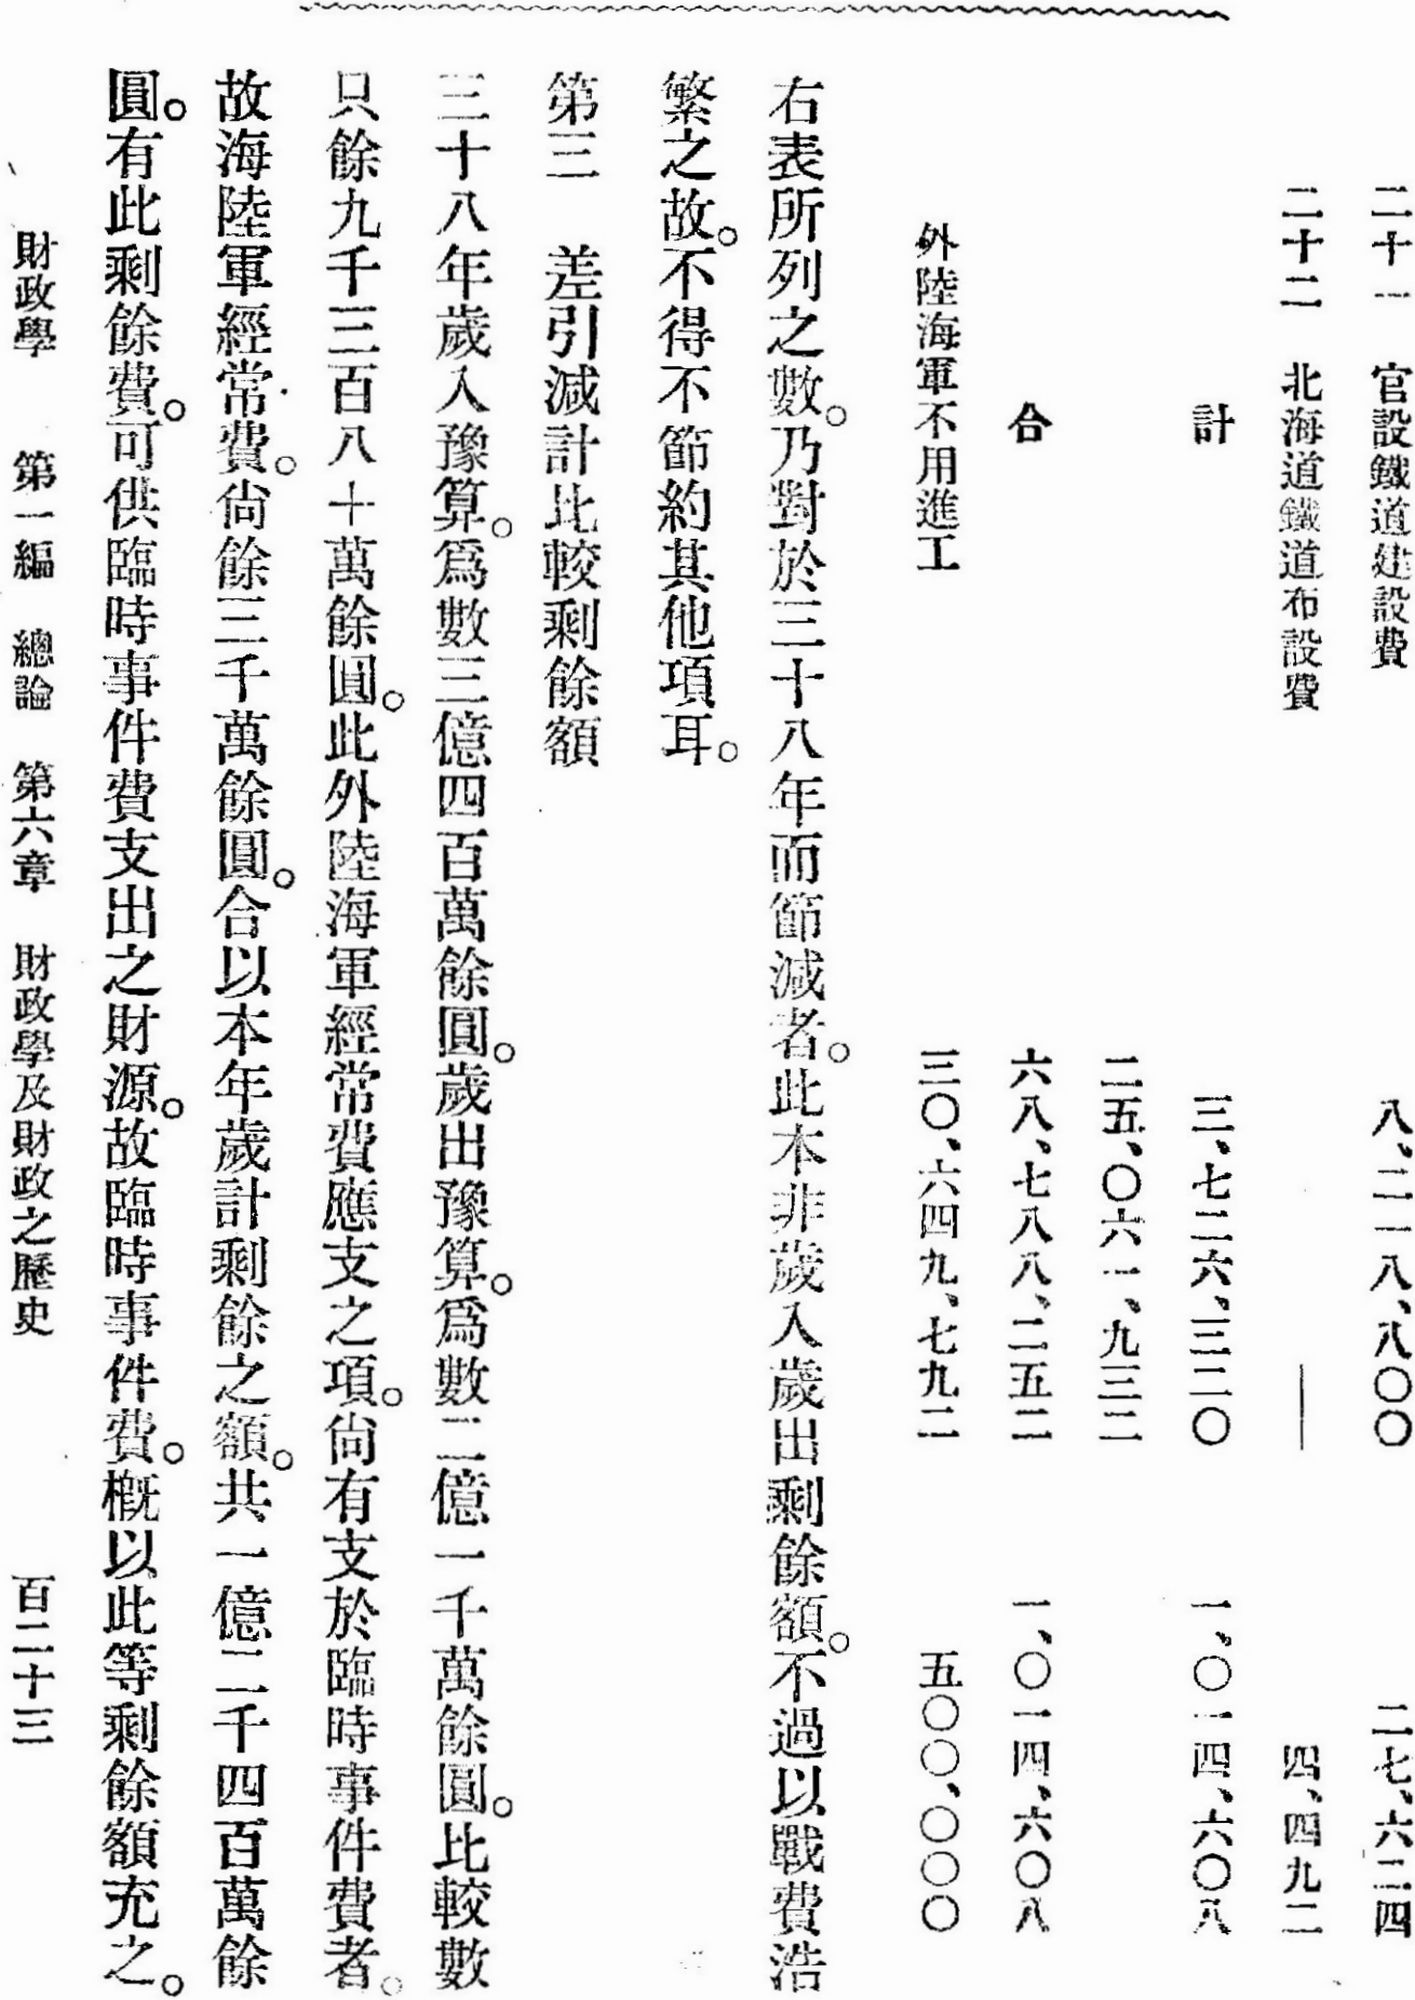 二十一　官設鐵道建設費　八、二一八、八〇〇　二七、六二四
二十二　北海道鐵道布設費　―　四、四九二
計　三、七二六、三二〇　一、〇一四、六〇八
二五、〇六一、九三二
合　六八、七八八、二五二　一、〇一四、六〇八
外陸海軍不用進工　三〇、六四九、七九二　五〇〇、〇〇〇
右表所列之數。乃對於三十八年而節減者。此本非歲入歲出剩餘額。不過以戰費浩
繁之故。不得不節約其他項耳。
第三　差引減計比較剩餘額
三十八年歲入豫算。爲數三億四百萬餘圓。歲出豫算。爲數二億一千萬餘圓。比較數
只餘九千三百八十萬餘圓。此外陸海軍經常費應支之項。尙有支於臨時事件費者。
故海陸軍經常費。尙餘三千萬餘圓。合以本年歲計剩餘之額。共一億二千四百萬餘
圓。有此剩餘費。可供臨時事件費支出之財源。故臨時事件費。槪以此等剩餘額充之。
財政學　第一編　總論　第六章　財政學及財政之歷史　百二十三